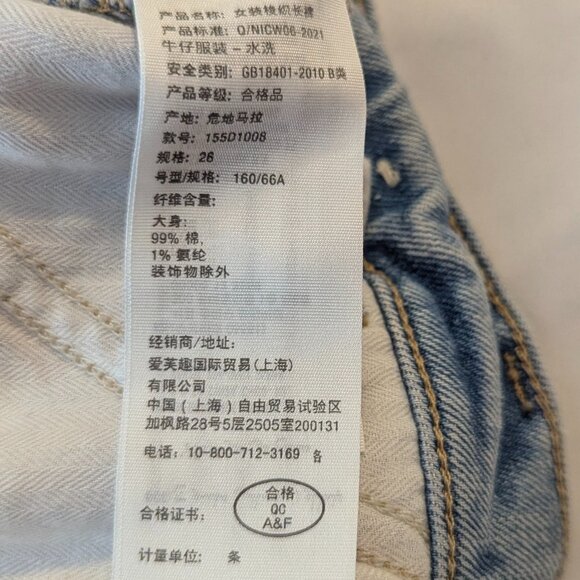 产品名称: 女装梭织长裤
产品标准: Q/NICW06-2021
牛仔服装-水洗
安全类别: GB18401-2010 B类
产品等级: 合格品
产地: 危地马拉
款号: 155D1008
规格: 26
号型/规格: 160/66A
纤维含量:
大身:
99% 棉,
1% 氨纶
装饰物除外
经销商/地址:
爱芙趣国际贸易(上海)
有限公司
中国(上海)自由贸易试验区
加枫路28号5层2505室200131
电话: 10-800-712-3169 各
合格
QC
合格证书: A&F
计量单位: 条